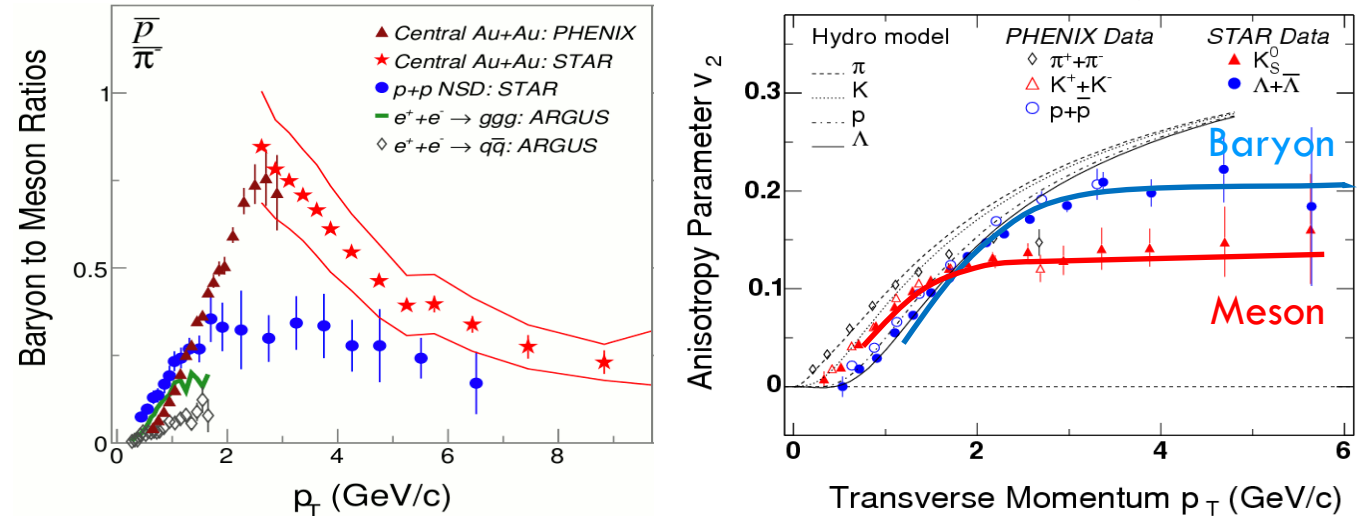 p̅
π⁻
Central Au+Au: PHENIX
Central Au+Au: STAR
p+p NSD: STAR
e⁺+e⁻ → ggg: ARGUS
e⁺+e⁻ → qq̅: ARGUS
Baryon to Meson Ratios
1
0.5
0
0 2 4 6 8
p_T (GeV/c)
Hydro model
π
K
p
Λ
PHENIX Data
π⁺+π⁻
K⁺+K⁻
p+p̅
STAR Data
K⁰_S
Λ+Λ̅
Baryon
Meson
Anisotropy Parameter v₂
0.3
0.2
0.1
0
0 2 4 6
Transverse Momentum p_T (GeV/c)